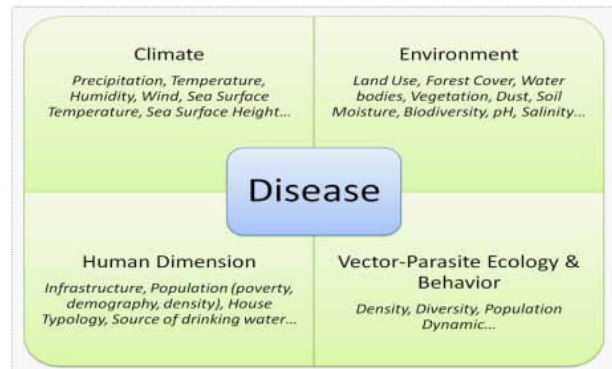 Climate
Precipitation, Temperature,
Humidity, Wind, Sea Surface
Temperature, Sea Surface Height...
Environment
Land Use, Forest Cover, Water
bodies, Vegetation, Dust, Soil
Moisture, Biodiversity, pH, Salinity...
Disease
Human Dimension
Infrastructure, Population (poverty,
demography, density), House
Typology, Source of drinking water...
Vector-Parasite Ecology &
Behavior
Density, Diversity, Population
Dynamic...